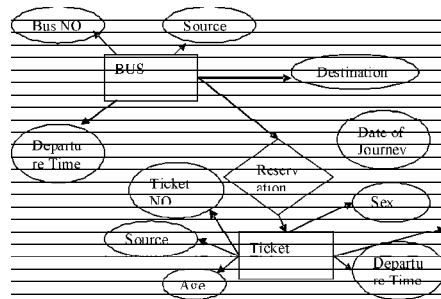 Bus NO
Source
BUS
Destination
Departu
re Time
Date of
Journey
Reserv
ation
Ticket
NO
Sex
Source
Ticket
Departu
re Time
Age